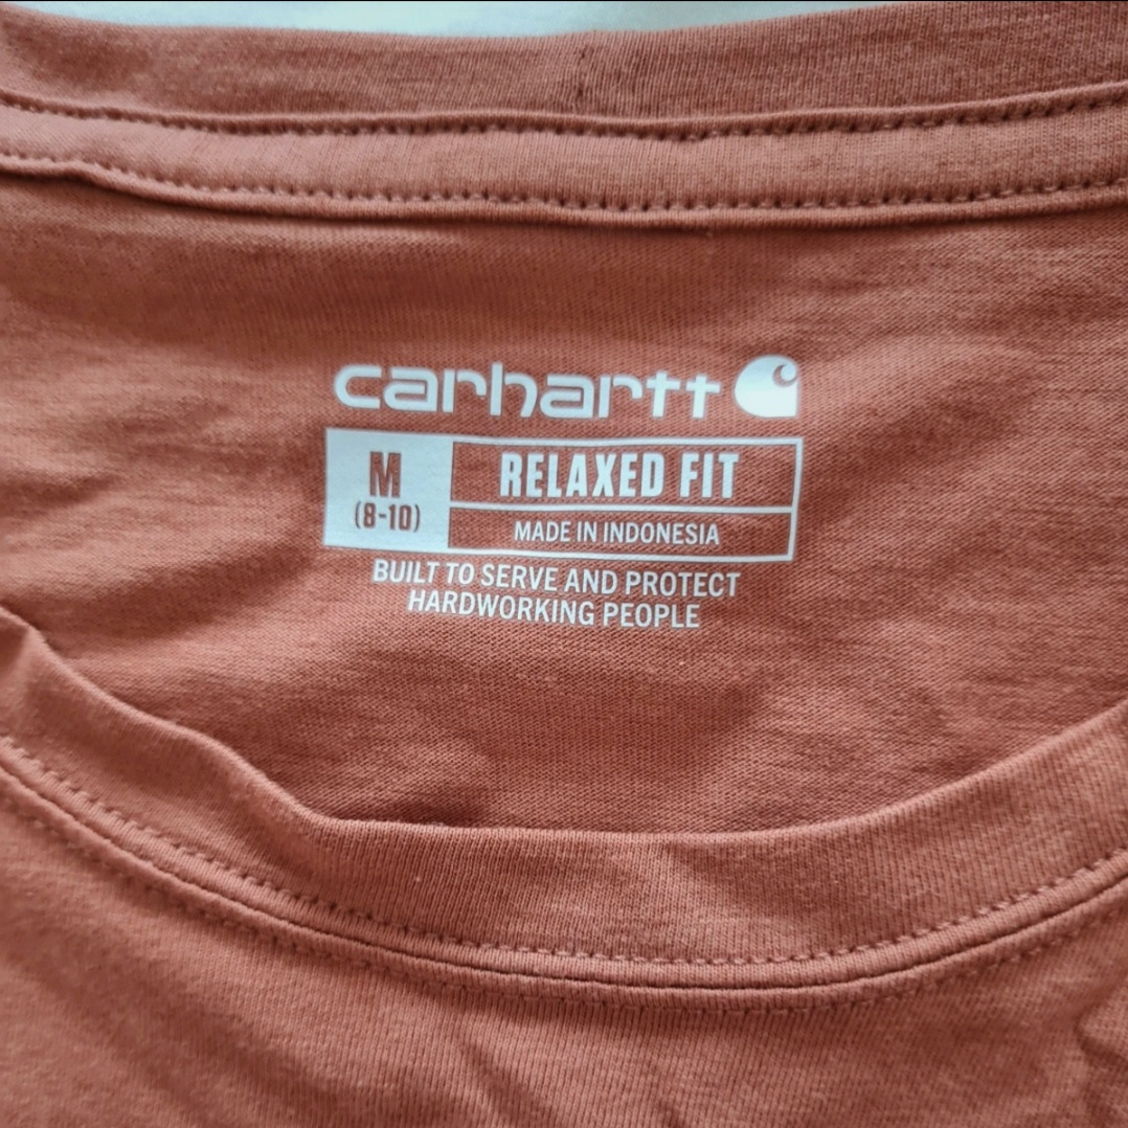 carhartt
M
(8-10)
RELAXED FIT
MADE IN INDONESIA
BUILT TO SERVE AND PROTECT
HARDWORKING PEOPLE